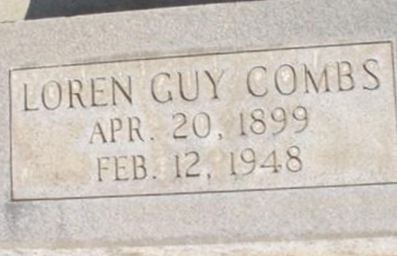 LOREN GUY COMBS
APR. 20, 1899
FEB. 12, 1948